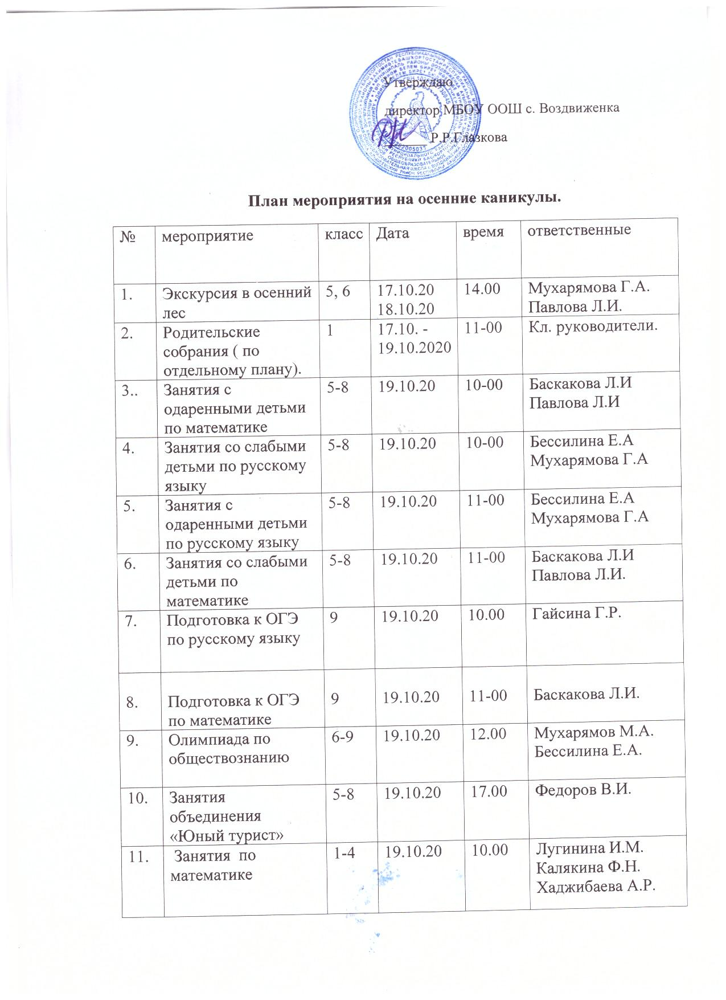 Утверждаю
директор МБОУ ООШ с. Воздвиженка
Р.Р.Глазкова
План мероприятия на осенние каникулы.
№ мероприятие класс Дата время ответственные
1. Экскурсия в осенний 5, 6 17.10.20 14.00 Мухарямова Г.А.
лес 18.10.20 Павлова Л.И.
2. Родительские 1 17.10. - 11-00 Кл. руководители.
собрания ( по 19.10.2020
отдельному плану).
3.. Занятия с 5-8 19.10.20 10-00 Баскакова Л.И
одаренными детьми Павлова Л.И
по математике
4. Занятия со слабыми 5-8 19.10.20 10-00 Бессилина Е.А
детьми по русскому Мухарямова Г.А
языку
5. Занятия с 5-8 19.10.20 11-00 Бессилина Е.А
одаренными детьми Мухарямова Г.А
по русскому языку
6. Занятия со слабыми 5-8 19.10.20 11-00 Баскакова Л.И
детьми по Павлова Л.И.
математике
7. Подготовка к ОГЭ 9 19.10.20 10.00 Гайсина Г.Р.
по русскому языку
8. Подготовка к ОГЭ 9 19.10.20 11-00 Баскакова Л.И.
по математике
9. Олимпиада по 6-9 19.10.20 12.00 Мухарямов М.А.
обществознанию Бессилина Е.А.
10. Занятия 5-8 19.10.20 17.00 Федоров В.И.
объединения
«Юный турист»
11. Занятия по 1-4 19.10.20 10.00 Лугинина И.М.
математике Калякина Ф.Н.
Хаджибаева А.Р.